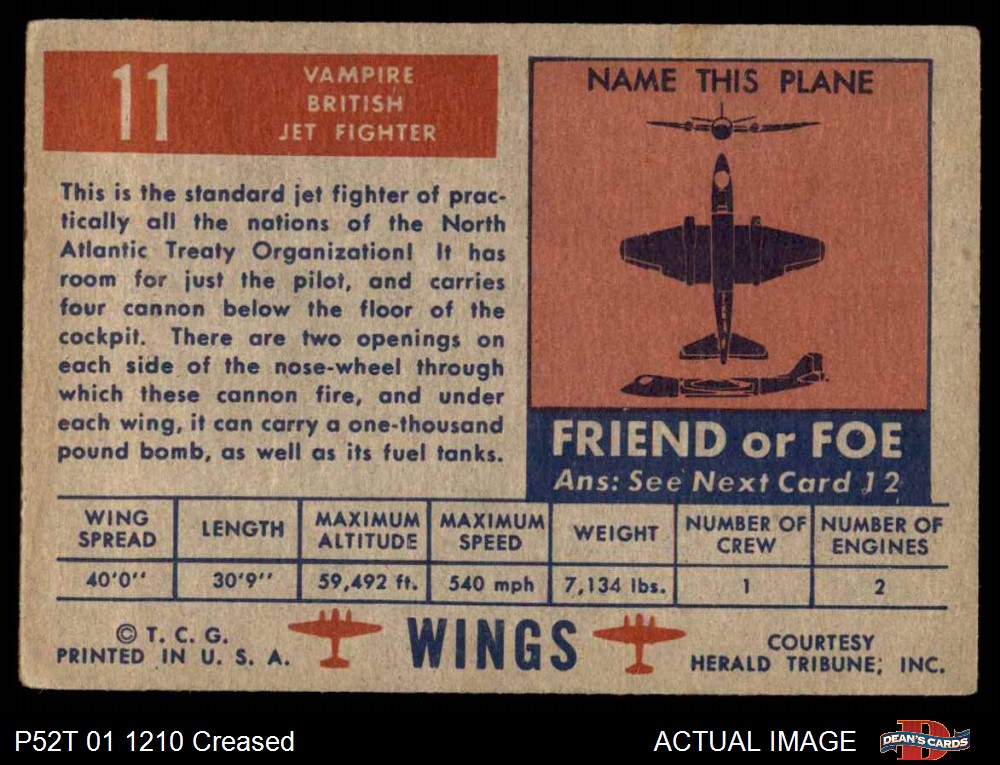 11
VAMPIRE
BRITISH
JET FIGHTER
This is the standard jet fighter of prac-
tically all the nations of the North
Atlantic Treaty Organization! It has
room for just the pilot, and carries
four cannon below the floor of the
cockpit. There are two openings on
each side of the nose-wheel through
which these cannon fire, and under
each wing, it can carry a one-thousand
pound bomb, as well as its fuel tanks.
NAME THIS PLANE
FRIEND or FOE
Ans: See Next Card 12
WING SPREAD
LENGTH
MAXIMUM ALTITUDE
MAXIMUM SPEED
WEIGHT
NUMBER OF CREW
NUMBER OF ENGINES
40'0''
30'9''
59,492 ft.
540 mph
7,134 lbs.
1
2
© T. C. G.
PRINTED IN U. S. A.
WINGS
COURTESY
HERALD TRIBUNE, INC.
P52T 01 1210 Creased
ACTUAL IMAGE
D
DEAN'S CARDS